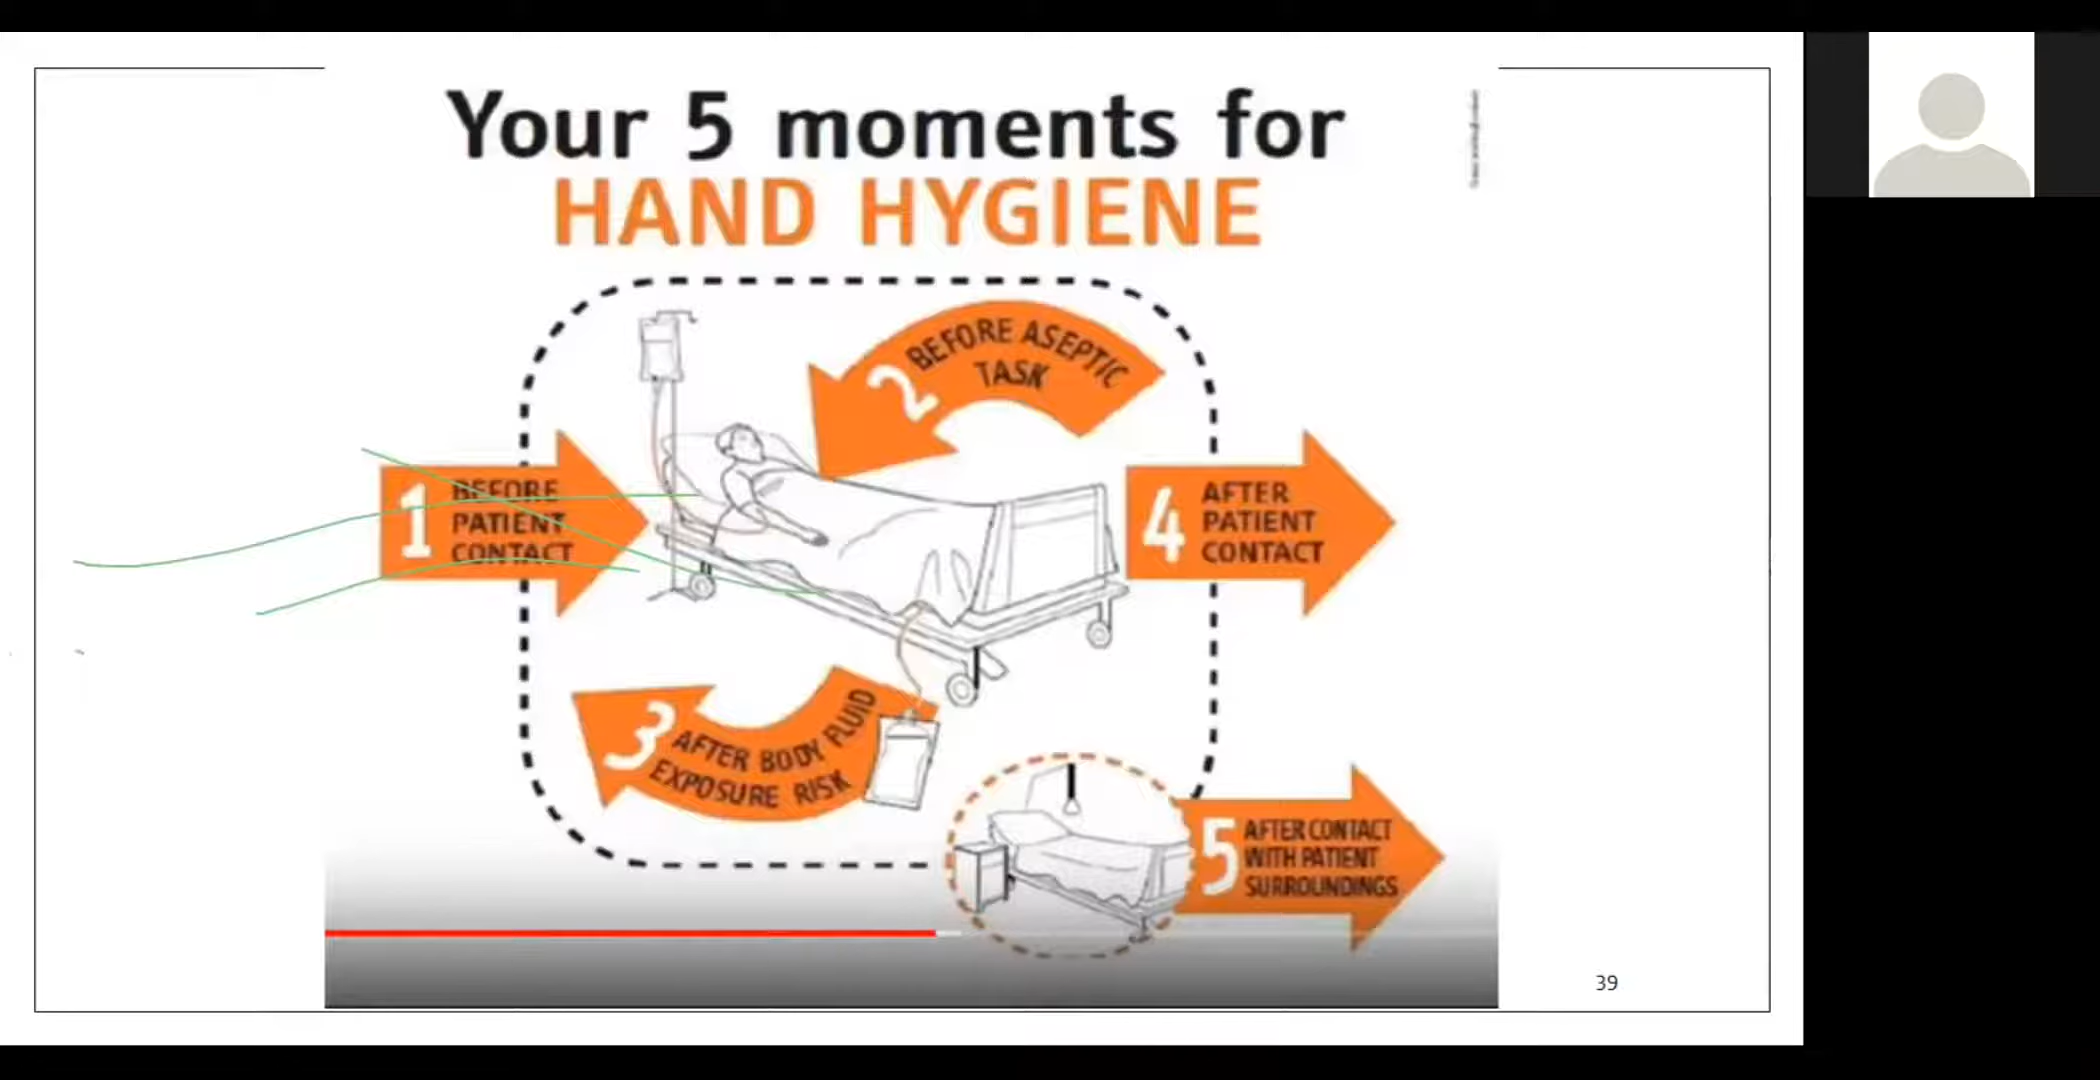 Your 5 moments for
HAND HYGIENE
2 BEFORE ASEPTIC
TASK
1 BEFORE
PATIENT
CONTACT
4 AFTER
PATIENT
CONTACT
3 AFTER BODY FLUID
EXPOSURE RISK
5 AFTER CONTACT
WITH PATIENT
SURROUNDINGS
39